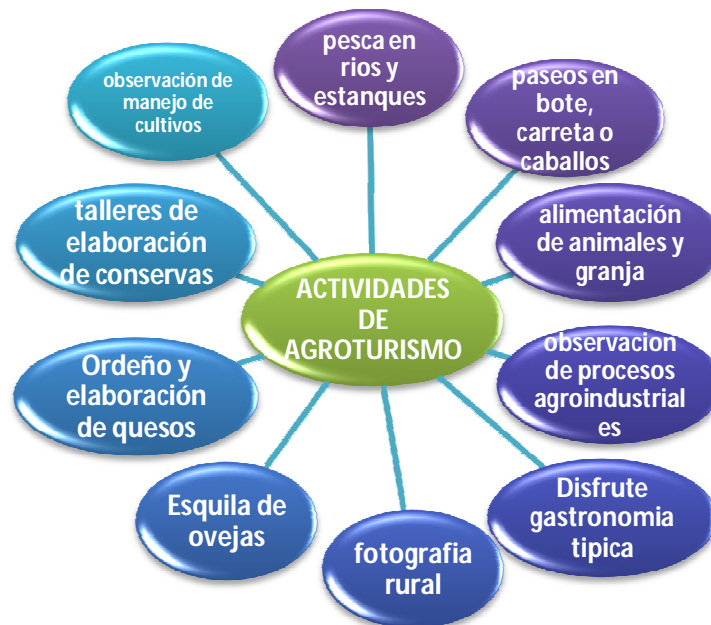 pesca en
rios y
estanques
paseos en
bote,
carreta o
caballos
alimentación
de animales y
granja
observacion
de procesos
agroindustrial
es
Disfrute
gastronomia
tipica
fotografia
rural
Esquila de
ovejas
Ordeño y
elaboración
de quesos
talleres de
elaboración
de conservas
observación de
manejo de
cultivos
ACTIVIDADES
DE
AGROTURISMO